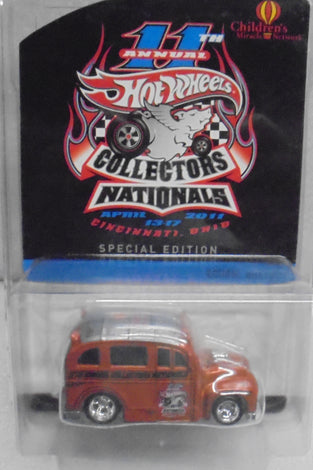 11TH
ANNUAL
Children's
Miracle Network
Hot Wheels
COLLECTORS
NATIONALS
APRIL 2011
13-17
CINCINNATI, OHIO
SPECIAL EDITION